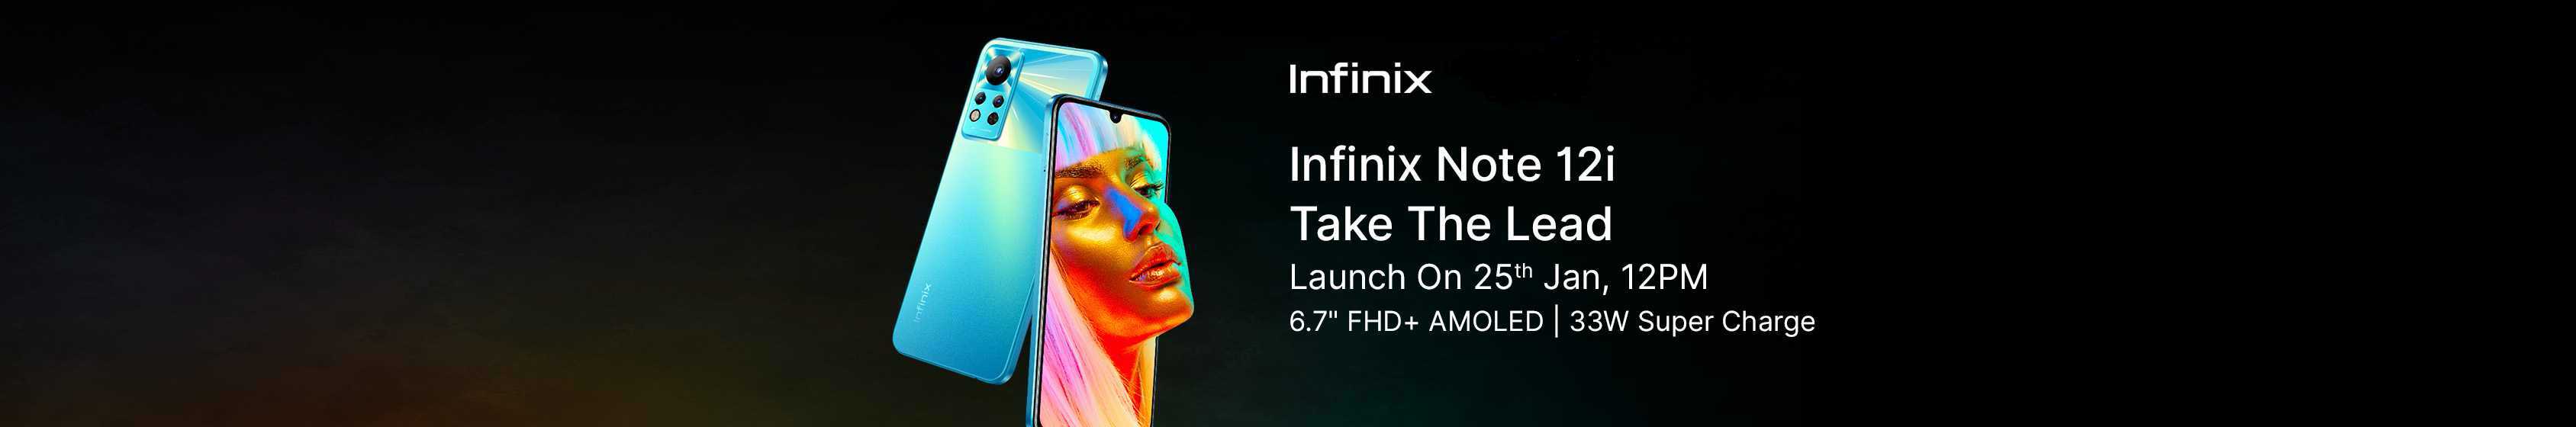 Infinix
Infinix
Infinix Note 12i
Take The Lead
Launch On 25th Jan, 12PM
6.7" FHD+ AMOLED | 33W Super Charge